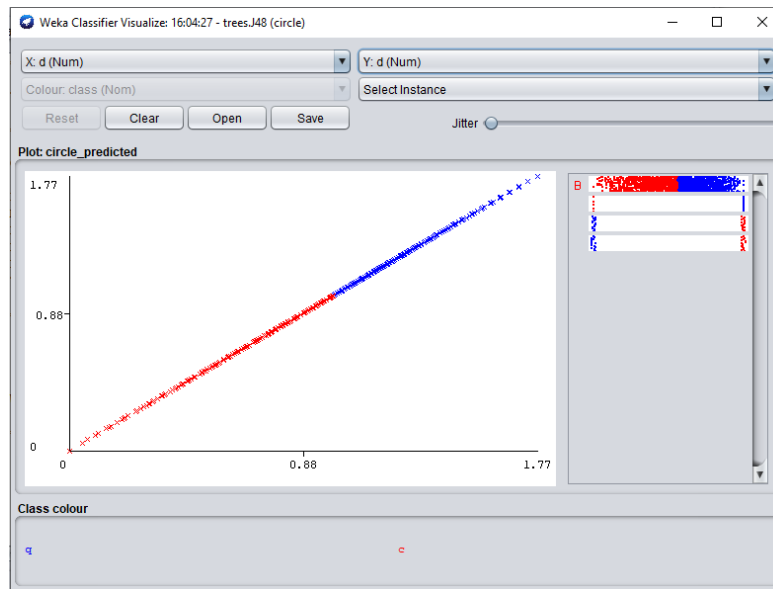 Weka Classifier Visualize: 16:04:27 - trees.J48 (circle)
X: d (Num) Y: d (Num)
Colour: class (Nom) Select Instance
Reset Clear Open Save Jitter
Plot: circle_predicted
1.77
B
0.88
0
0 0.88 1.77
Class colour
q c